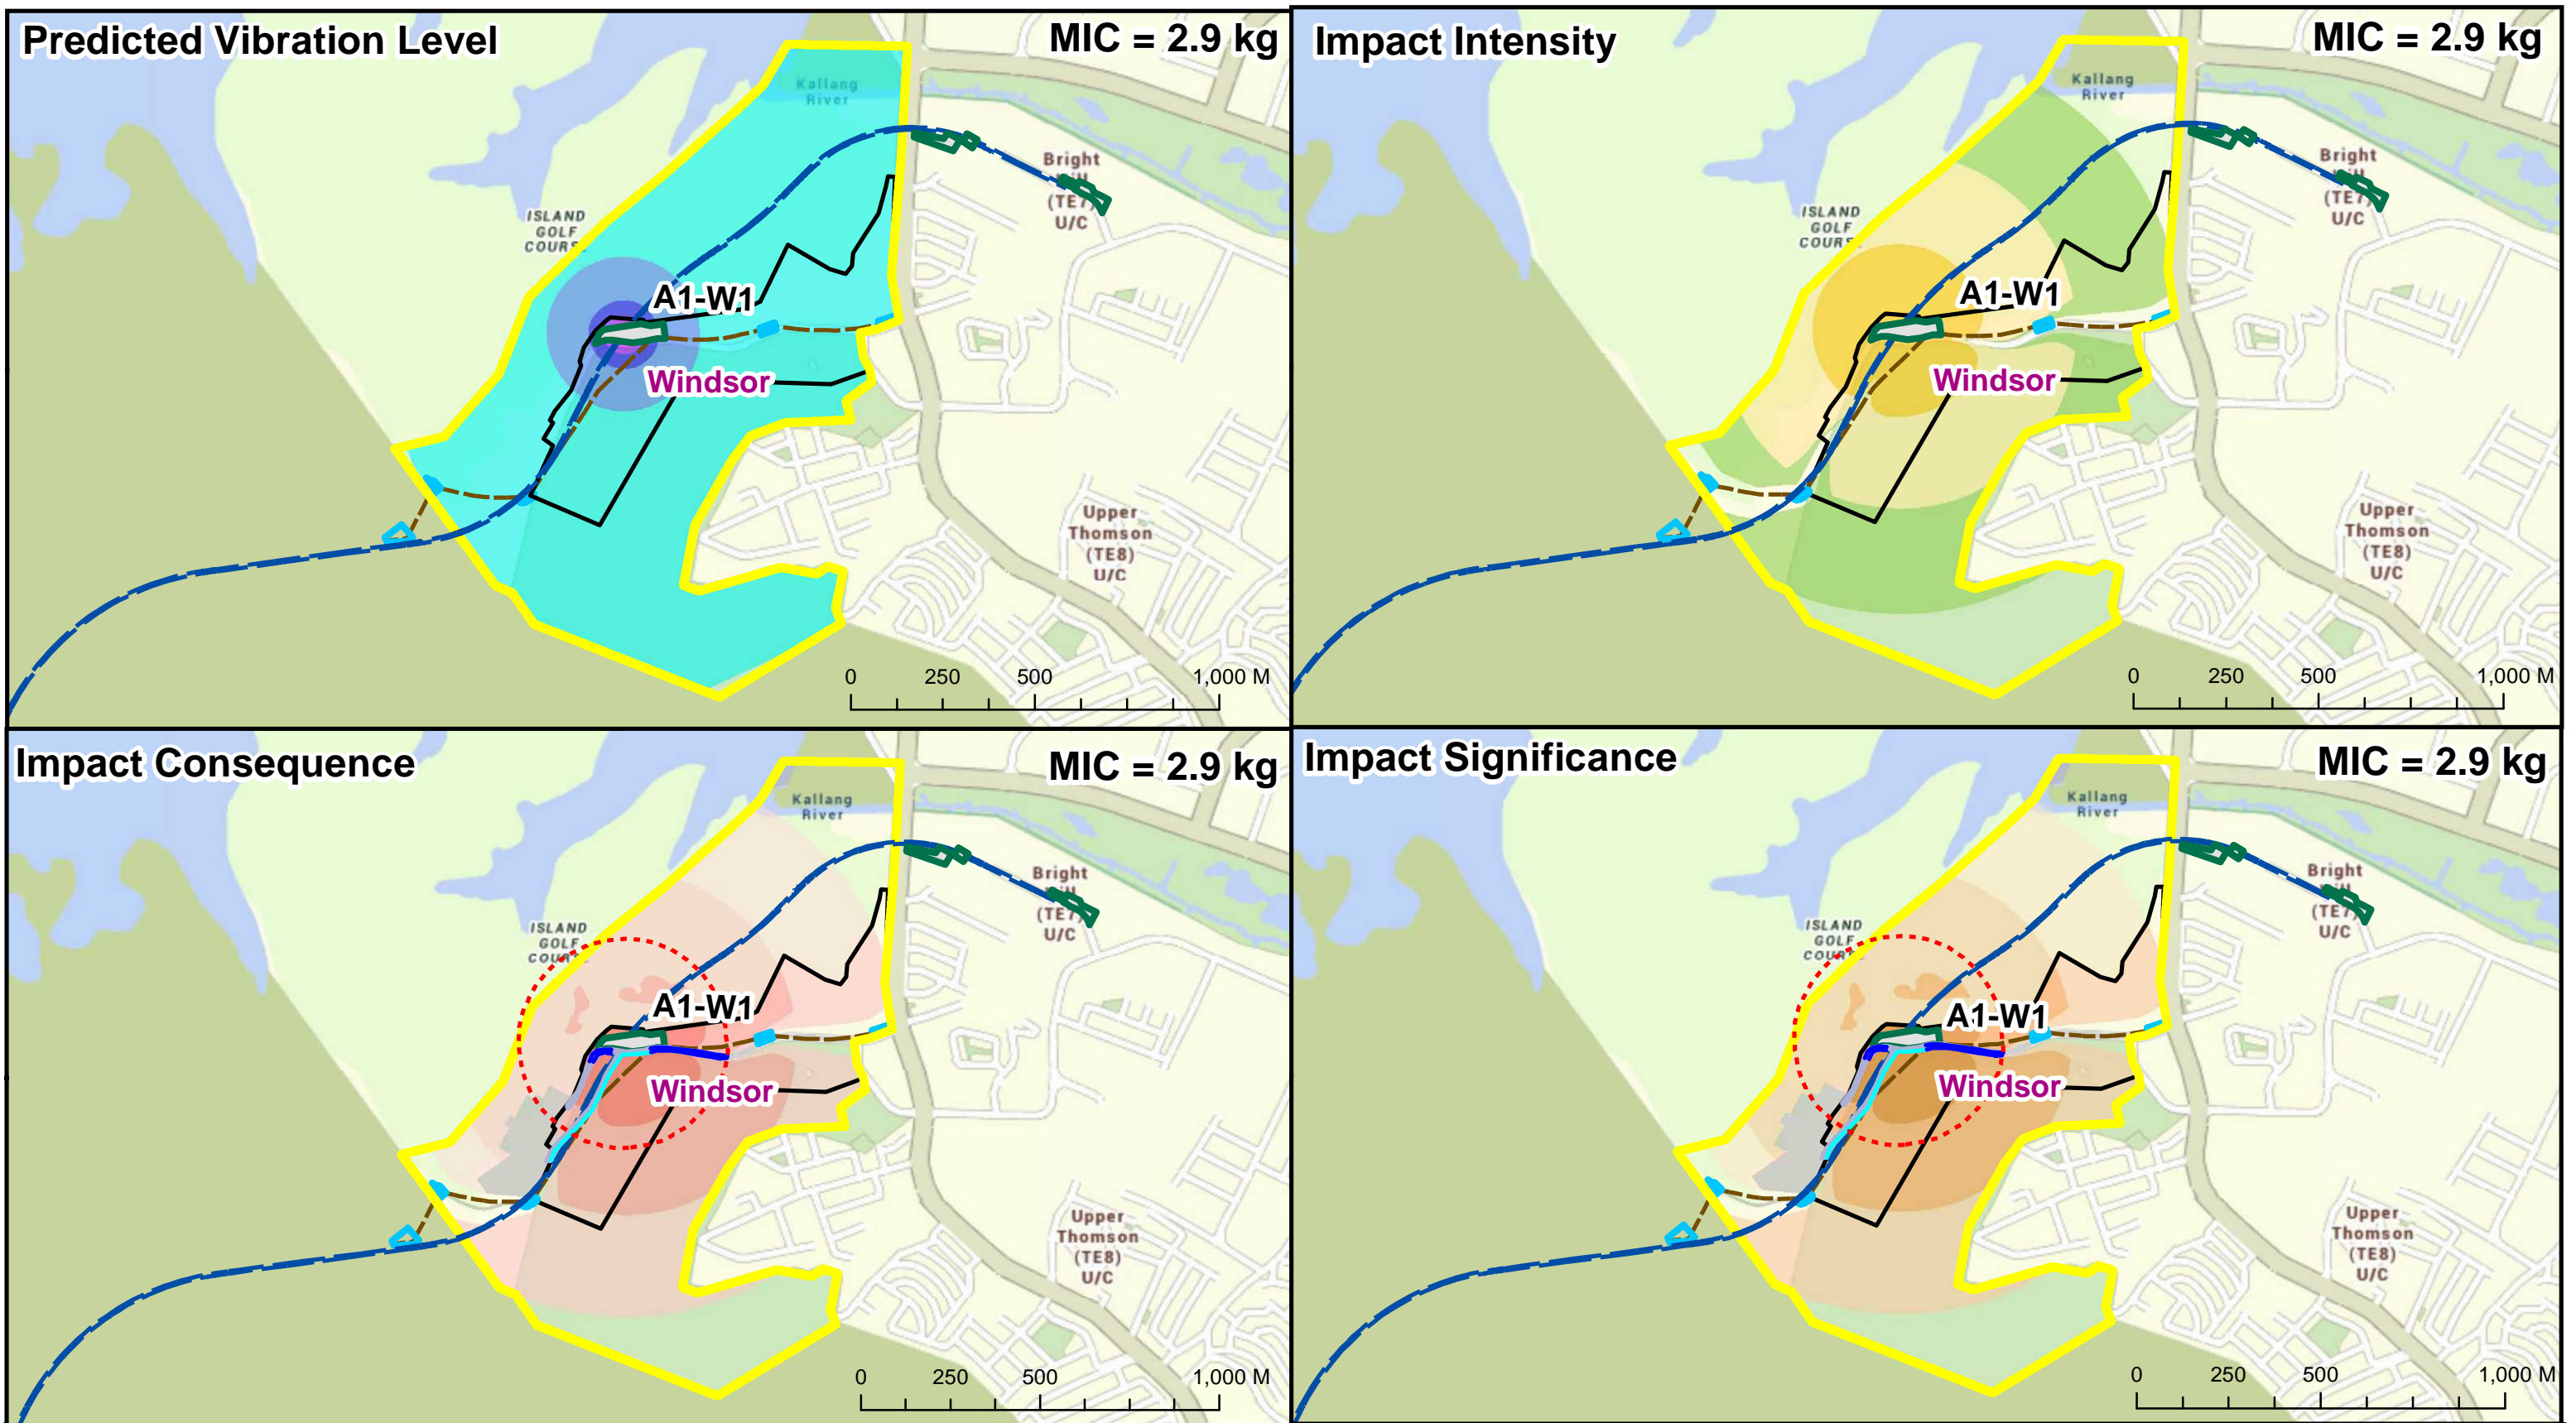 Predicted Vibration Level
MIC = 2.9 kg
Kallang
River
ISLAND
GOLF
Bright
(TE7)
U/C
A1-W1
Windsor
Upper
Thomson
(TE8)
U/C
0 250 500 1,000 M
Impact Intensity
MIC = 2.9 kg
Kallang
River
ISLAND
GOLF
Bright
(TE7)
U/C
A1-W1
Windsor
Upper
Thomson
(TE8)
U/C
0 250 500 1,000 M
Impact Consequence
MIC = 2.9 kg
Kallang
River
ISLAND
GOLF
Bright
(TE7)
U/C
A1-W1
Windsor
Upper
Thomson
(TE8)
U/C
0 250 500 1,000 M
Impact Significance
MIC = 2.9 kg
Kallang
River
ISLAND
GOLF
Bright
(TE7)
U/C
A1-W1
Windsor
Upper
Thomson
(TE8)
U/C
0 250 500 1,000 M